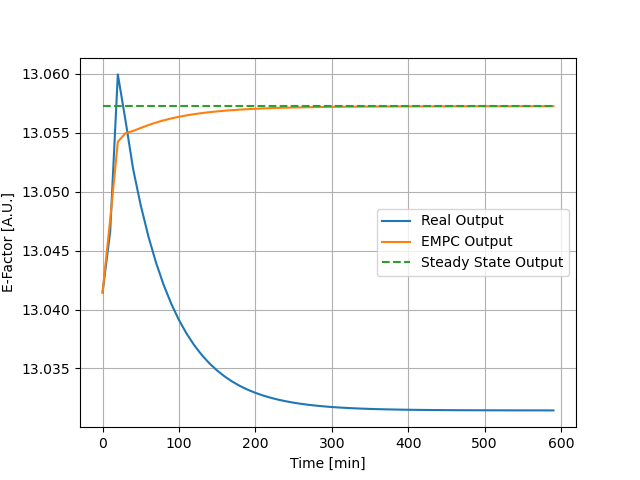 13.060
13.055
13.050
13.045
13.040
13.035
E-Factor [A.U.]
Real Output
EMPC Output
Steady State Output
0
100
200
300
400
500
600
Time [min]